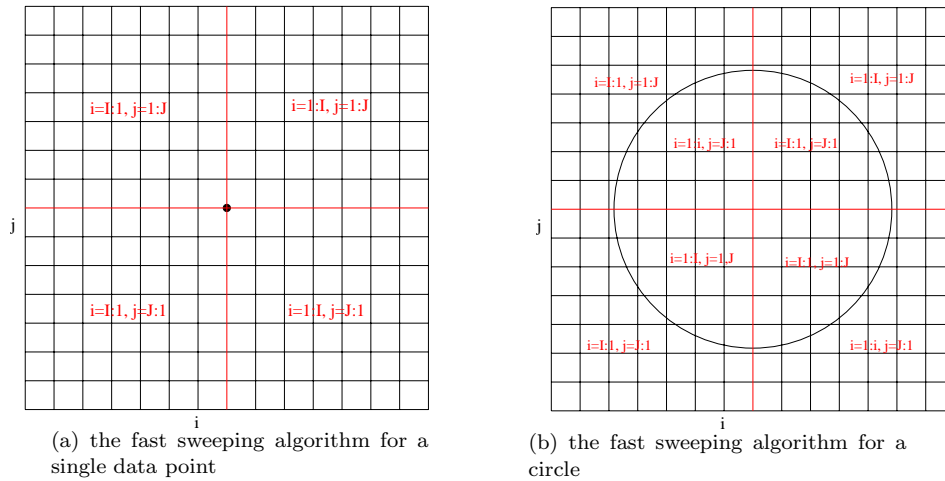 i=I:1, j=1:J
i=1:I, j=1:J
j
i=I:1, j=J:1
i=1:I, j=J:1
i
(a) the fast sweeping algorithm for a
single data point
i=I:1, j=1:J
i=1:I, j=1:J
i=1:i, j=J:1
i=I:1, j=J:1
j
i=1:I, j=1,J
i=I:1, j=1:J
i=I:1, j=J:1
i=1:i, j=J:1
i
(b) the fast sweeping algorithm for a
circle